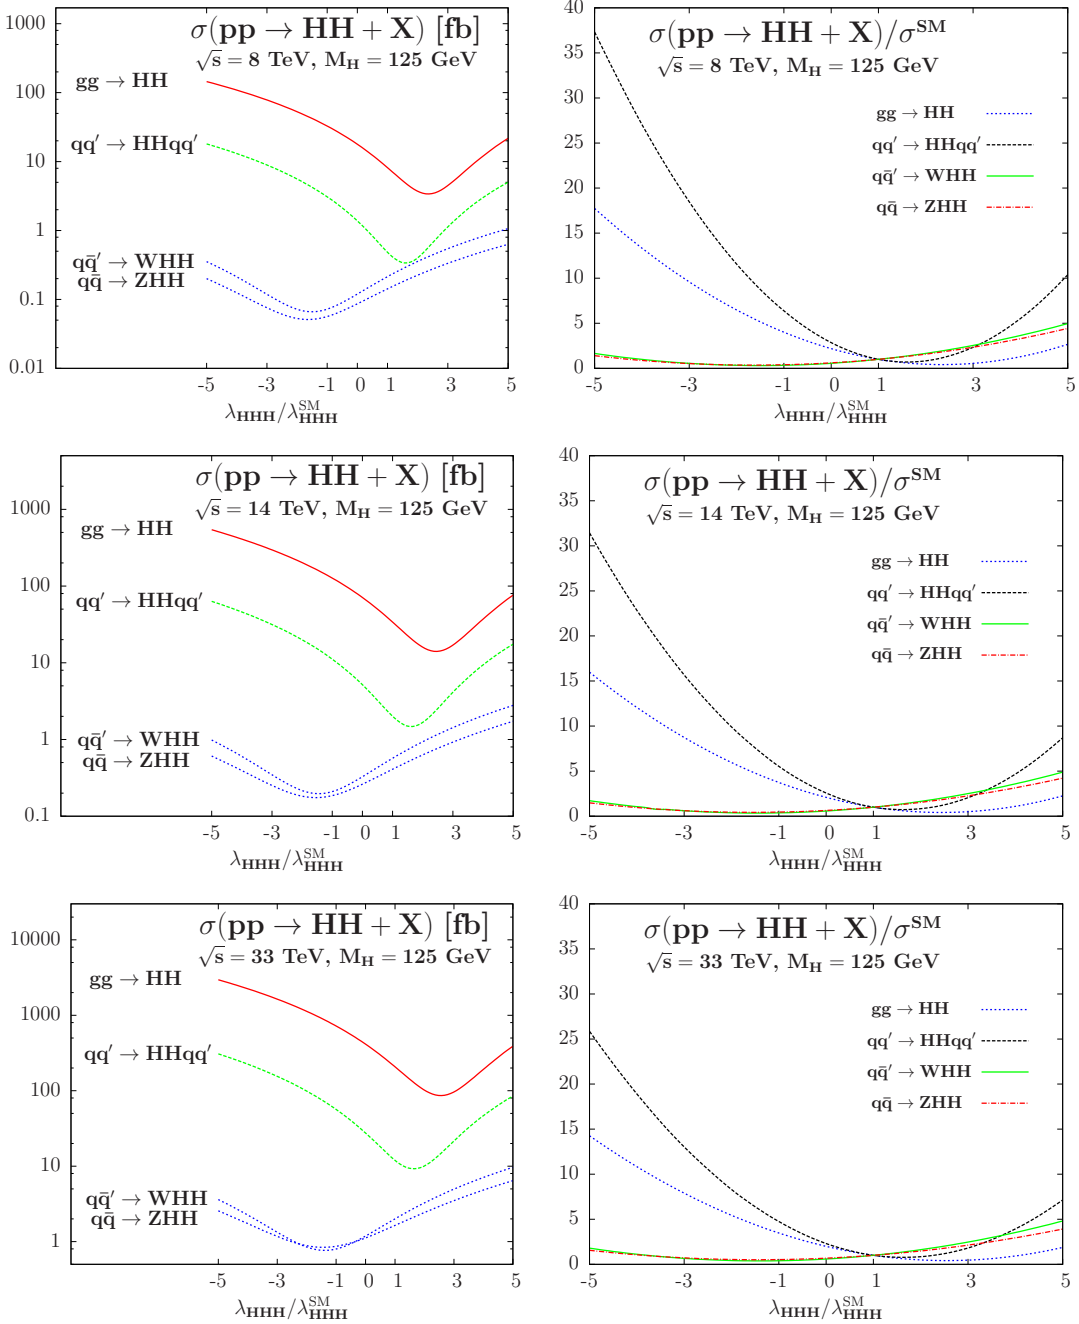 σ(pp → HH + X) [fb]
√s = 8 TeV, M_H = 125 GeV
gg → HH
qq′ → HHqq′
qq̄′ → WHH
qq̄ → ZHH
1000
100
10
1
0.1
0.01
-5 -3 -1 0 1 3 5
λ_HHH/λ_HHH^SM
σ(pp → HH + X)/σ^SM
√s = 8 TeV, M_H = 125 GeV
gg → HH
qq′ → HHqq′
qq̄′ → WHH
qq̄ → ZHH
40
35
30
25
20
15
10
5
0
-5 -3 -1 0 1 3 5
λ_HHH/λ_HHH^SM
σ(pp → HH + X) [fb]
√s = 14 TeV, M_H = 125 GeV
gg → HH
qq′ → HHqq′
qq̄′ → WHH
qq̄ → ZHH
1000
100
10
1
0.1
-5 -3 -1 0 1 3 5
λ_HHH/λ_HHH^SM
σ(pp → HH + X)/σ^SM
√s = 14 TeV, M_H = 125 GeV
gg → HH
qq′ → HHqq′
qq̄′ → WHH
qq̄ → ZHH
40
35
30
25
20
15
10
5
0
-5 -3 -1 0 1 3 5
λ_HHH/λ_HHH^SM
σ(pp → HH + X) [fb]
√s = 33 TeV, M_H = 125 GeV
gg → HH
qq′ → HHqq′
qq̄′ → WHH
qq̄ → ZHH
10000
1000
100
10
1
-5 -3 -1 0 1 3 5
λ_HHH/λ_HHH^SM
σ(pp → HH + X)/σ^SM
√s = 33 TeV, M_H = 125 GeV
gg → HH
qq′ → HHqq′
qq̄′ → WHH
qq̄ → ZHH
40
35
30
25
20
15
10
5
0
-5 -3 -1 0 1 3 5
λ_HHH/λ_HHH^SM